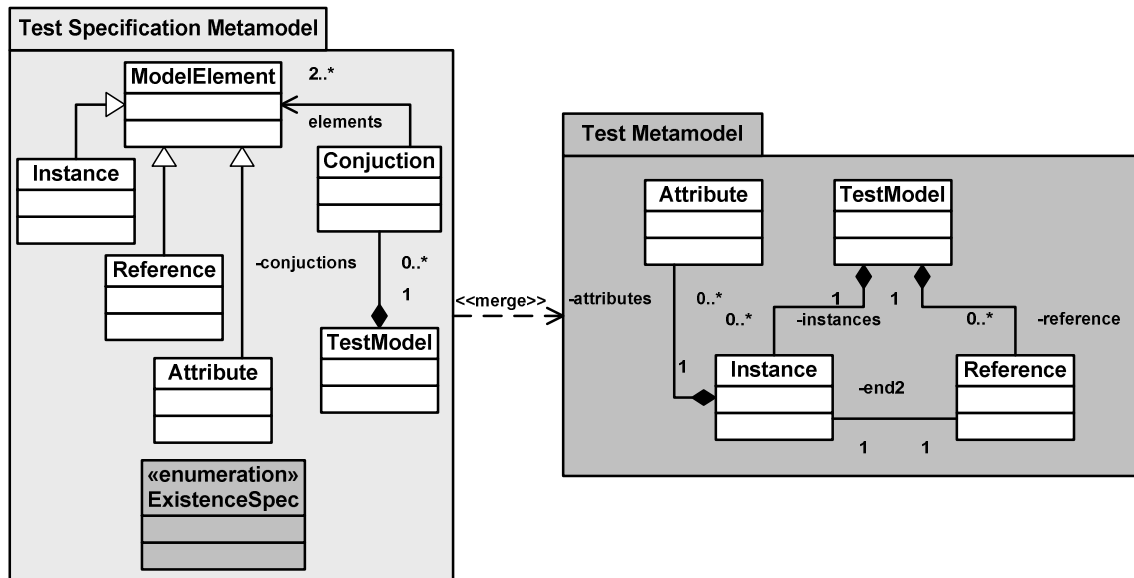 Test Specification Metamodel
ModelElement
2..*
elements
Instance
Conjuction
Reference
-conjuctions
0..*
1
TestModel
Attribute
«enumeration»
ExistenceSpec
<<merge>>
Test Metamodel
Attribute
TestModel
-attributes
0..*
1
1
0..*
-instances
0..*
-reference
1
Instance
Reference
-end2
1
1